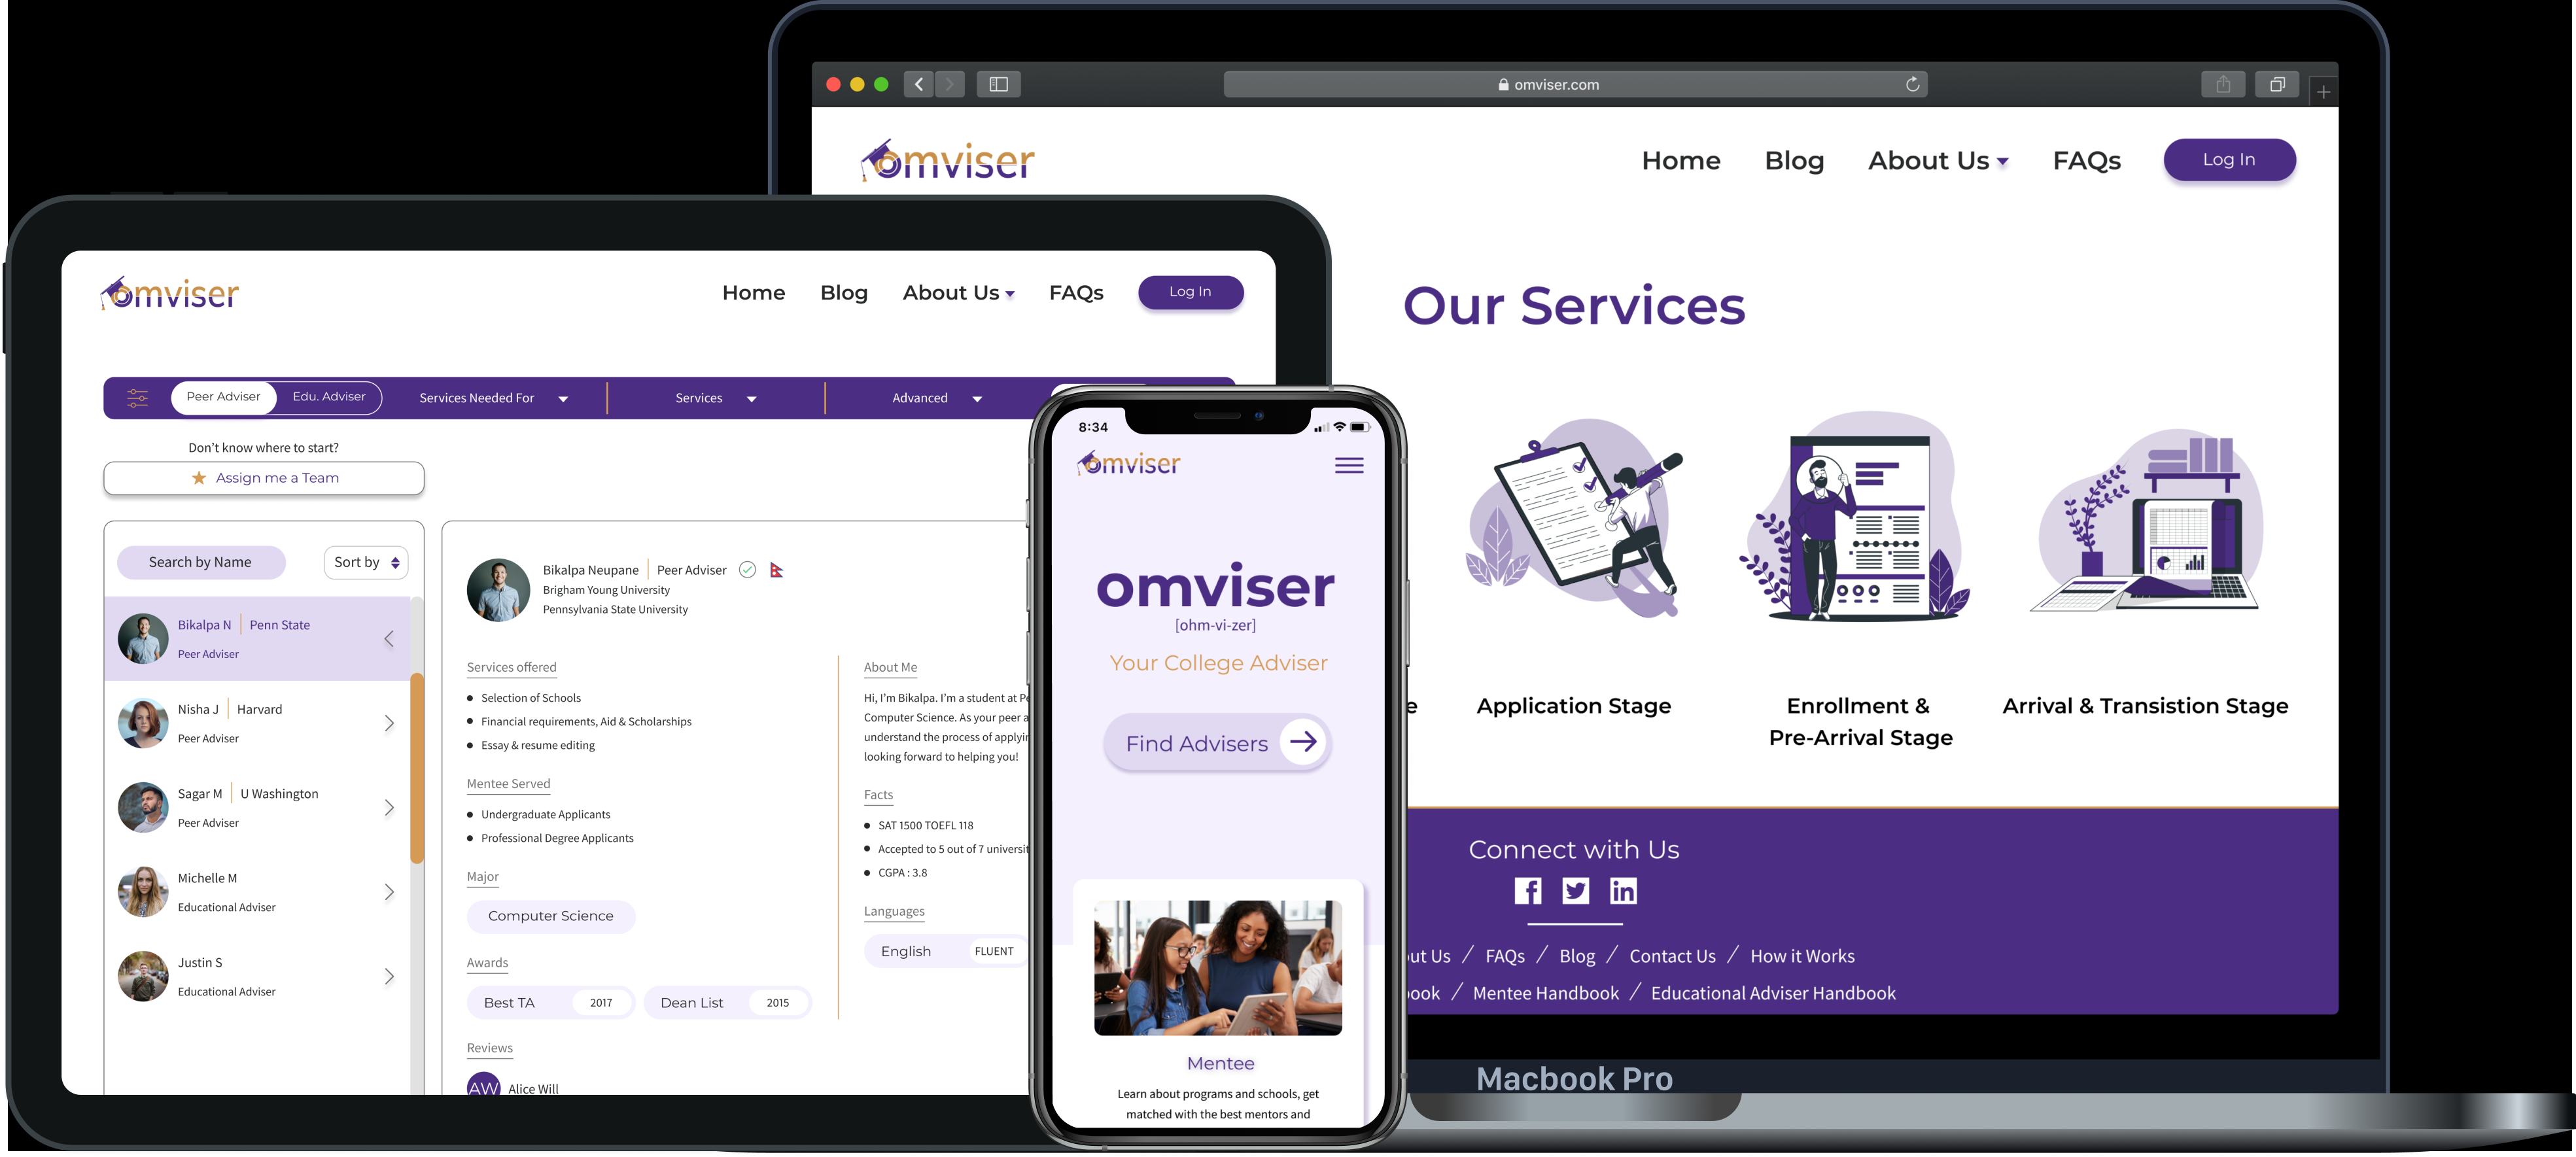 omviser.com
omviser
Home Blog About Us FAQs Log In
Our Services
Application Stage
Enrollment &
Pre-Arrival Stage
Arrival & Transistion Stage
Connect with Us
f in
Us / FAQs / Blog / Contact Us / How it Works
/ Mentee Handbook / Educational Adviser Handbook
Macbook Pro
omviser
Home Blog About Us FAQs Log In
Peer Adviser Edu. Adviser Services Needed For Services Advanced
Don't know where to start?
Assign me a Team
Search by Name Sort by
Bikalpa N Penn State
Peer Adviser
Nisha J Harvard
Peer Adviser
Sagar M U Washington
Peer Adviser
Michelle M
Educational Adviser
Justin S
Educational Adviser
Bikalpa Neupane Peer Adviser
Brigham Young University
Pennsylvania State University
Services offered
Selection of Schools
Financial requirements, Aid & Scholarships
Essay & resume editing
Mentee Served
Undergraduate Applicants
Professional Degree Applicants
Major
Computer Science
Awards
Best TA 2017 Dean List 2015
Reviews
AW Alice Will
About Me
Hi, I'm Bikalpa. I'm a student at
Computer Science. As your peer
understand the process of
looking forward to helping you!
Facts
SAT 1500 TOEFL 118
Accepted to 5 out of 7
CGPA : 3.8
Languages
English FLUENT
8:34
omviser
omviser
[ohm-vi-zer]
Your College Adviser
Find Advisers
Mentee
Learn about programs and schools, get
matched with the best mentors and